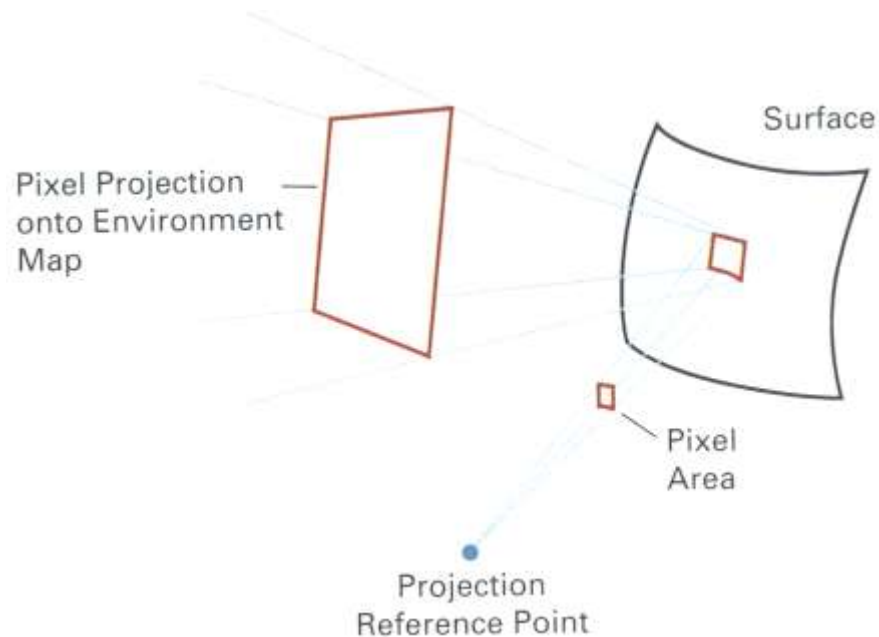 Surface
Pixel Projection
onto Environment
Map
Pixel
Area
Projection
Reference Point